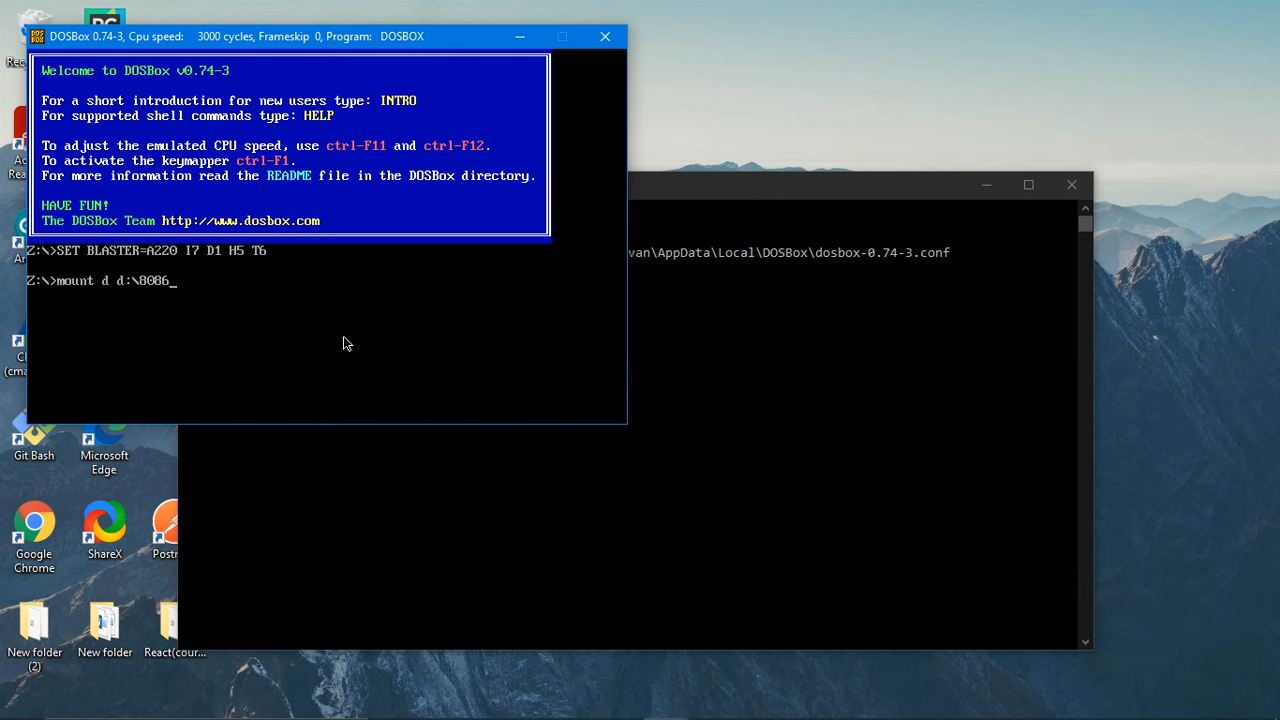 DOSBox 0.74-3, Cpu speed: 3000 cycles, Frameskip 0, Program: DOSBOX
Welcome to DOSBox v0.74-3
For a short introduction for new users type: INTRO
For supported shell commands type: HELP
To adjust the emulated CPU speed, use ctrl-F11 and ctrl-F12.
To activate the keymapper ctrl-F1.
For more information read the README file in the DOSBox directory.
HAVE FUN!
The DOSBox Team http://www.dosbox.com
Z:\>SET BLASTER=A220 I7 D1 H5 T6
Z:\>mount d d:\8086_
van\AppData\Local\DOSBox\dosbox-0.74-3.conf
Git Bash
Microsoft
Edge
Google
Chrome
ShareX
New folder
(2)
New folder
React(cour...